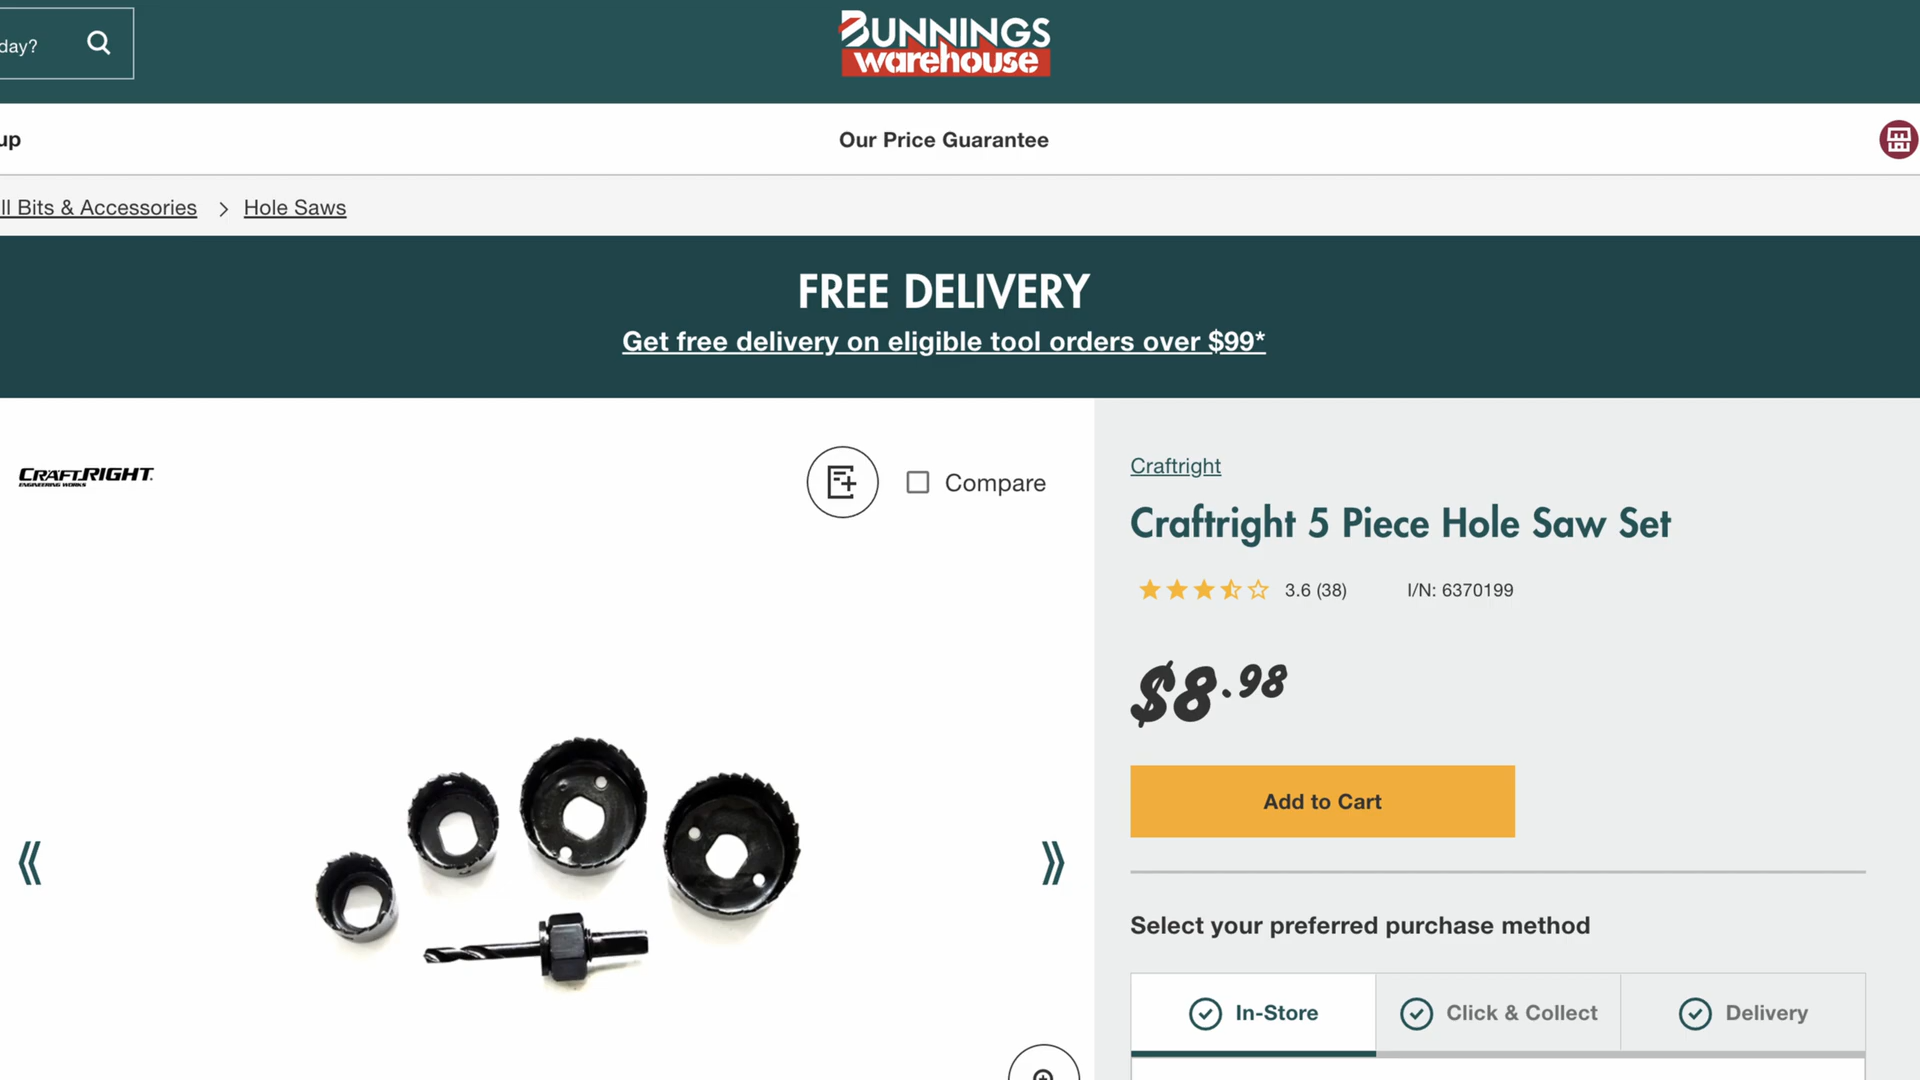 day?
BUNNINGS
warehouse
up
Our Price Guarantee
ll Bits & Accessories > Hole Saws
FREE DELIVERY
Get free delivery on eligible tool orders over $99*
CRAFTRIGHT
ENGINEERING WORKS
Compare
Craftright
Craftright 5 Piece Hole Saw Set
3.6 (38) I/N: 6370199
$8.98
Add to Cart
Select your preferred purchase method
In-Store Click & Collect Delivery